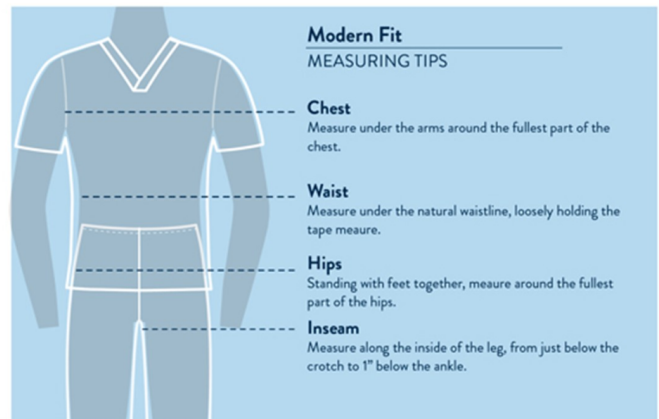 Modern Fit
MEASURING TIPS
Chest
Measure under the arms around the fullest part of the
chest.
Waist
Measure under the natural waistline, loosely holding the
tape meaure.
Hips
Standing with feet together, meaure around the fullest
part of the hips.
Inseam
Measure along the inside of the leg, from just below the
crotch to 1" below the ankle.